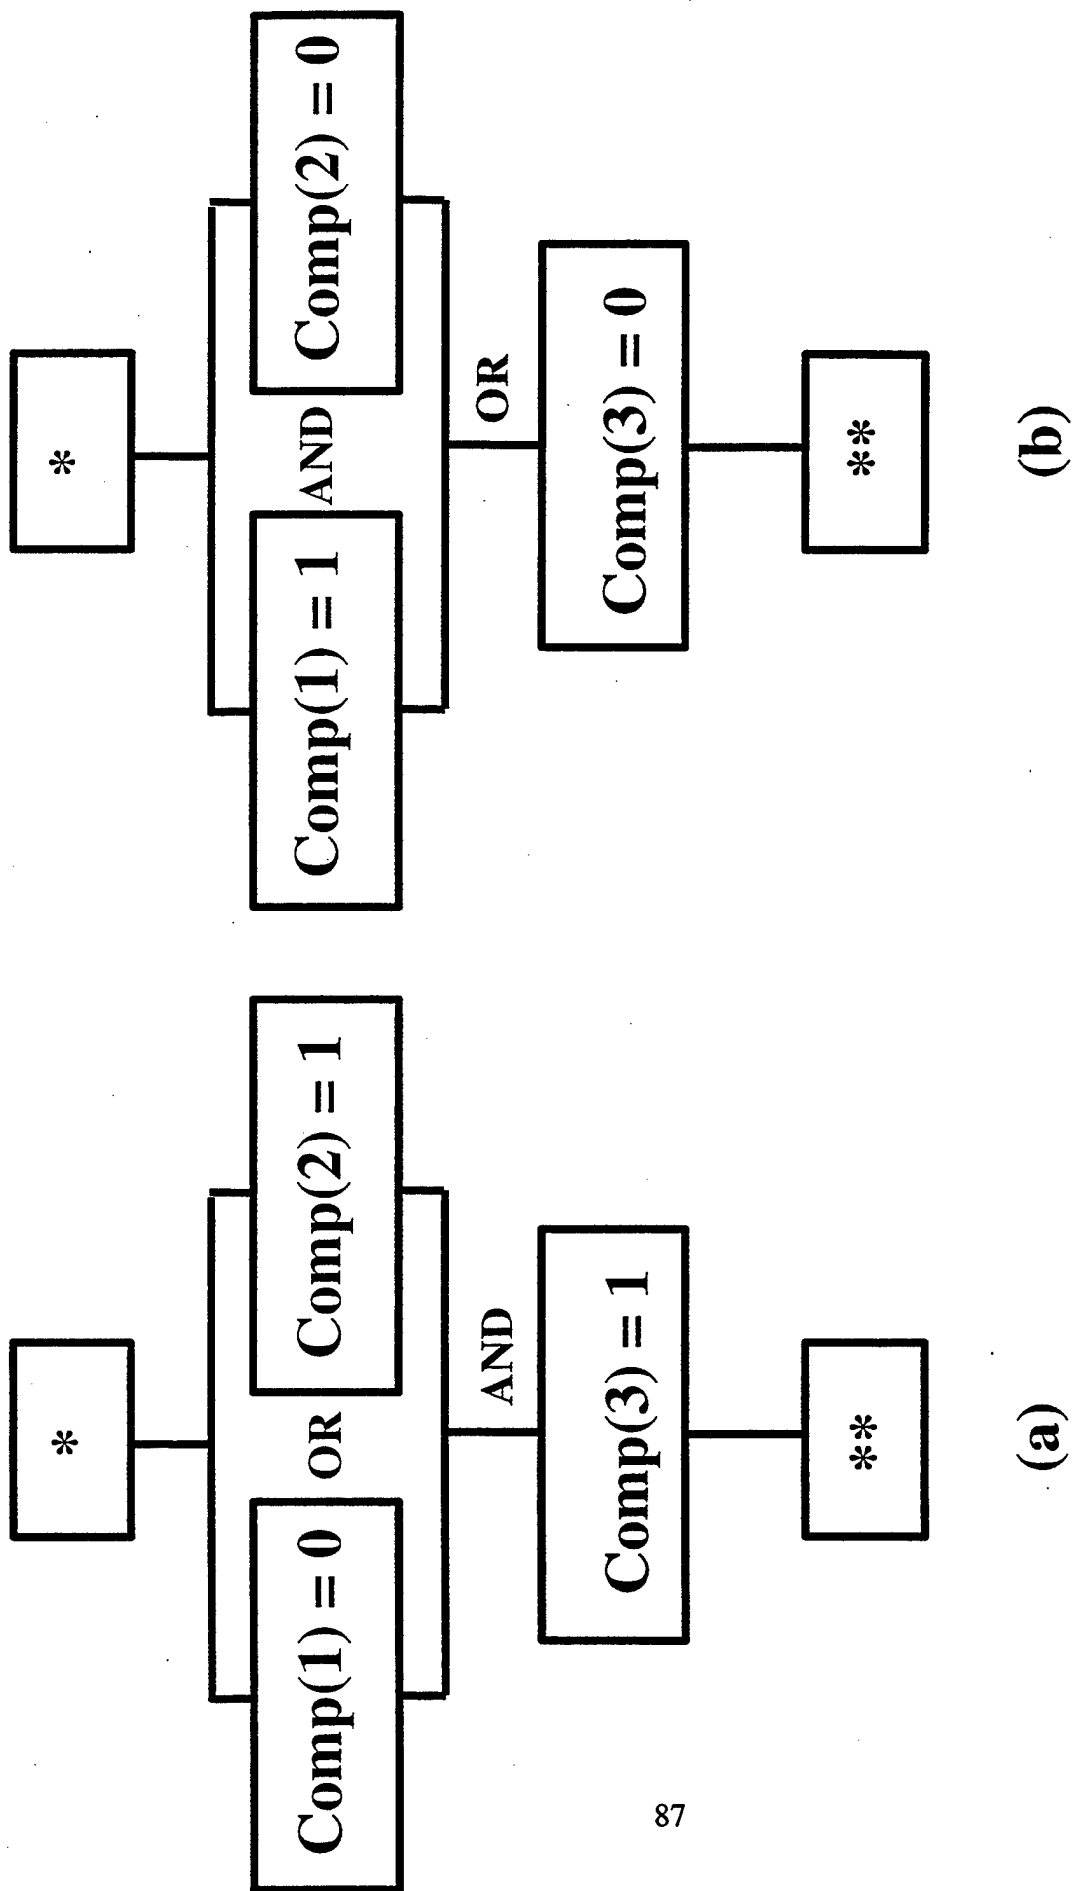 *
Comp(1) = 0 OR Comp(2) = 1
AND
Comp(3) = 1
**
(a)
*
Comp(1) = 1 AND Comp(2) = 0
OR
Comp(3) = 0
**
(b)
87